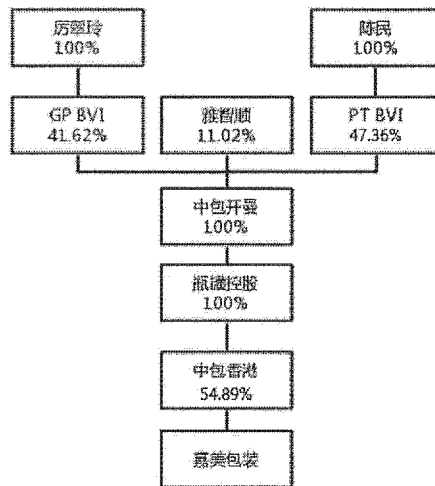 厉翠玲
100%
陈民
100%
GP BVI
41.62%
雅智顺
11.02%
PT BVI
47.36%
中包开曼
100%
瓶罐控股
100%
中包香港
54.89%
嘉美包装